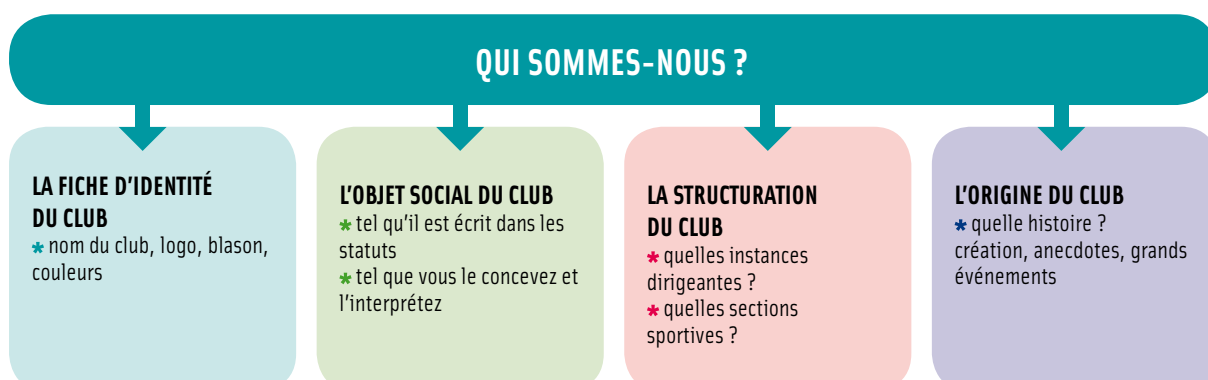 QUI SOMMES-NOUS ?
LA FICHE D'IDENTITÉ
DU CLUB
* nom du club, logo, blason,
couleurs
L'OBJET SOCIAL DU CLUB
* tel qu'il est écrit dans les
statuts
* tel que vous le concevez et
l'interprétez
LA STRUCTURATION
DU CLUB
* quelles instances
dirigeantes ?
* quelles sections
sportives ?
L'ORIGINE DU CLUB
* quelle histoire ?
création, anecdotes, grands
événements